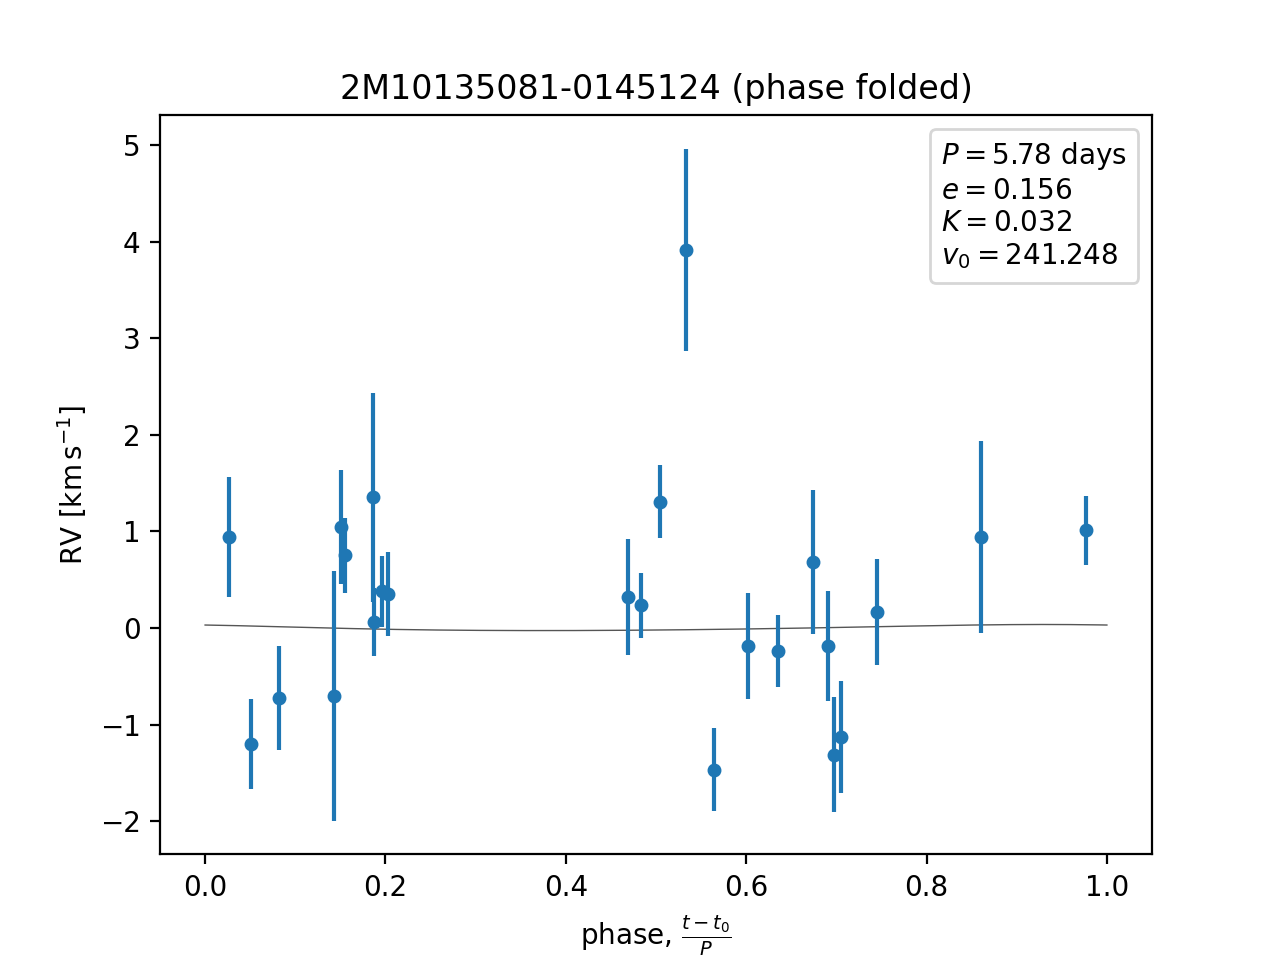 2M10135081-0145124 (phase folded)
P = 5.78 days
e = 0.156
K = 0.032
v₀ = 241.248
RV [km s⁻¹]
5
4
3
2
1
0
−1
−2
0.0 0.2 0.4 0.6 0.8 1.0
phase, (t − t₀)/P